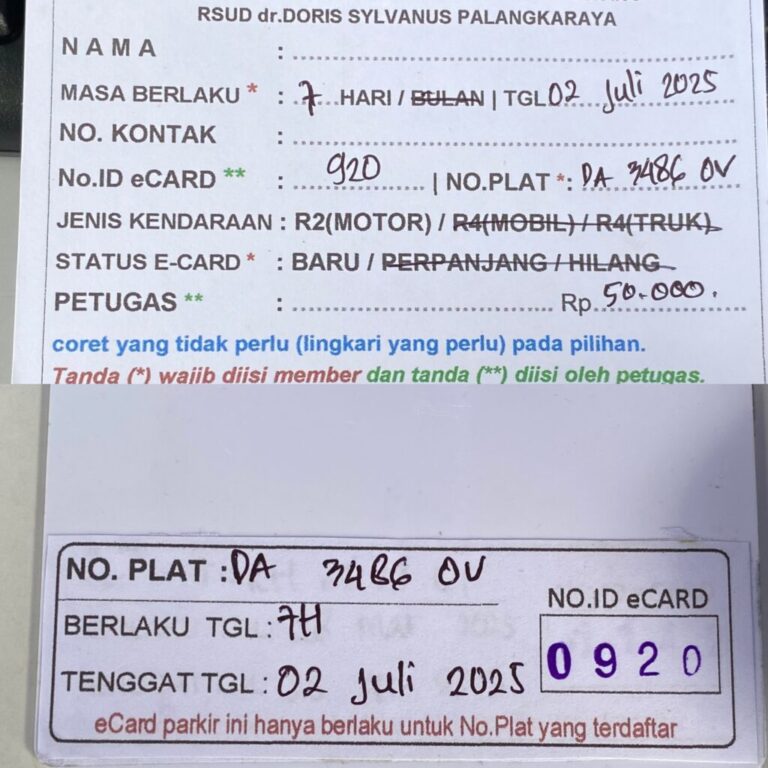 RSUD dr.DORIS SYLVANUS PALANGKARAYA
N A M A :
MASA BERLAKU * : 7 HARI / BULAN | TGL 02 Juli 2025
NO. KONTAK :
No.ID eCARD ** : 920 | NO.PLAT *: DA 3486 OV
JENIS KENDARAAN : R2(MOTOR) / R4(MOBIL) / R4(TRUK)
STATUS E-CARD * : BARU / PERPANJANG / HILANG
PETUGAS ** : Rp. 50.000.
coret yang tidak perlu (lingkari yang perlu) pada pilihan.
Tanda (*) wajib diisi member dan tanda (**) diisi oleh petugas.
NO. PLAT : DA 3486 OV
BERLAKU TGL : 7H
TENGGAT TGL : 02 Juli 2025
NO.ID eCARD
0920
eCard parkir ini hanya berlaku untuk No.Plat yang terdaftar